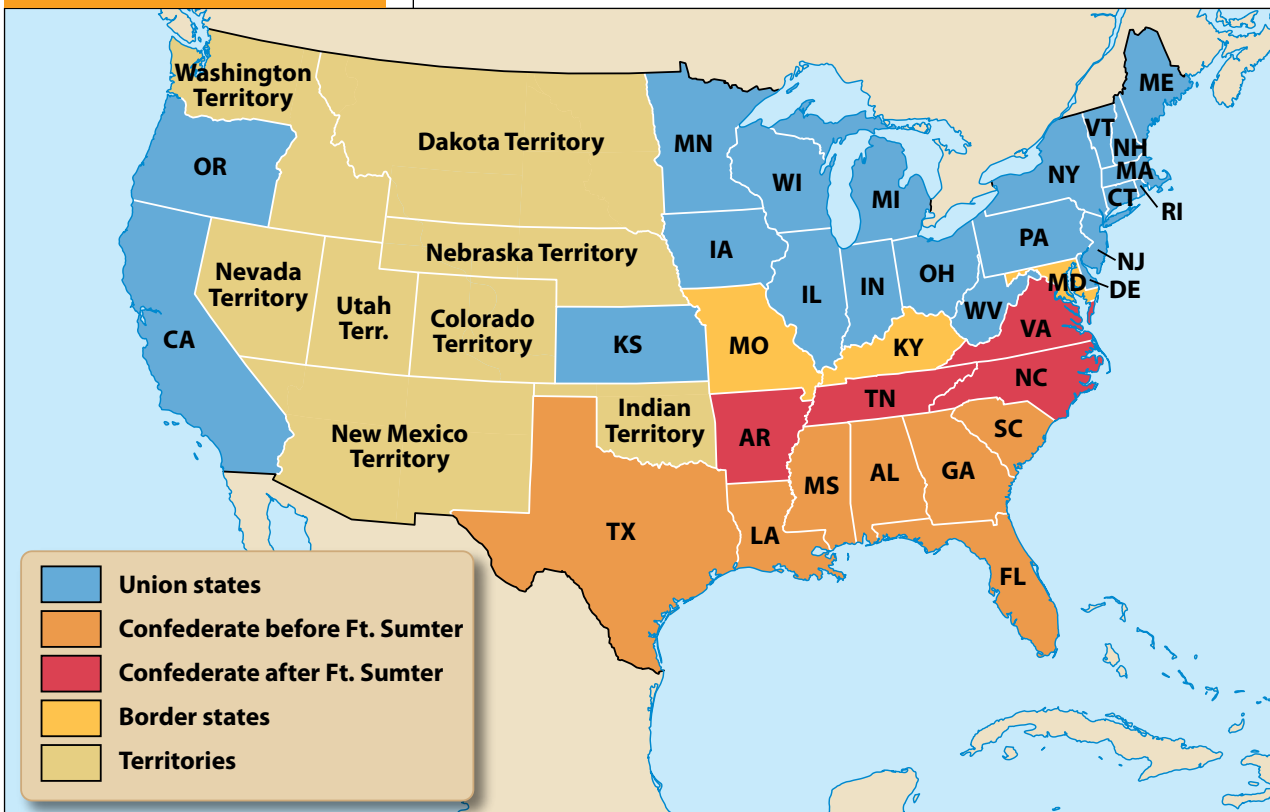 Washington
Territory
Dakota Territory
MN
ME
VT
NH
MA
NY
CT
RI
OR
WI
MI
Nebraska Territory
IA
PA
NJ
Nevada
Territory
Utah
Terr.
Colorado
Territory
IL
IN
OH
MD
DE
WV
VA
CA
KS
MO
KY
NC
TN
Indian
Territory
New Mexico
Territory
AR
SC
MS
AL
GA
TX
LA
FL
Union states
Confederate before Ft. Sumter
Confederate after Ft. Sumter
Border states
Territories